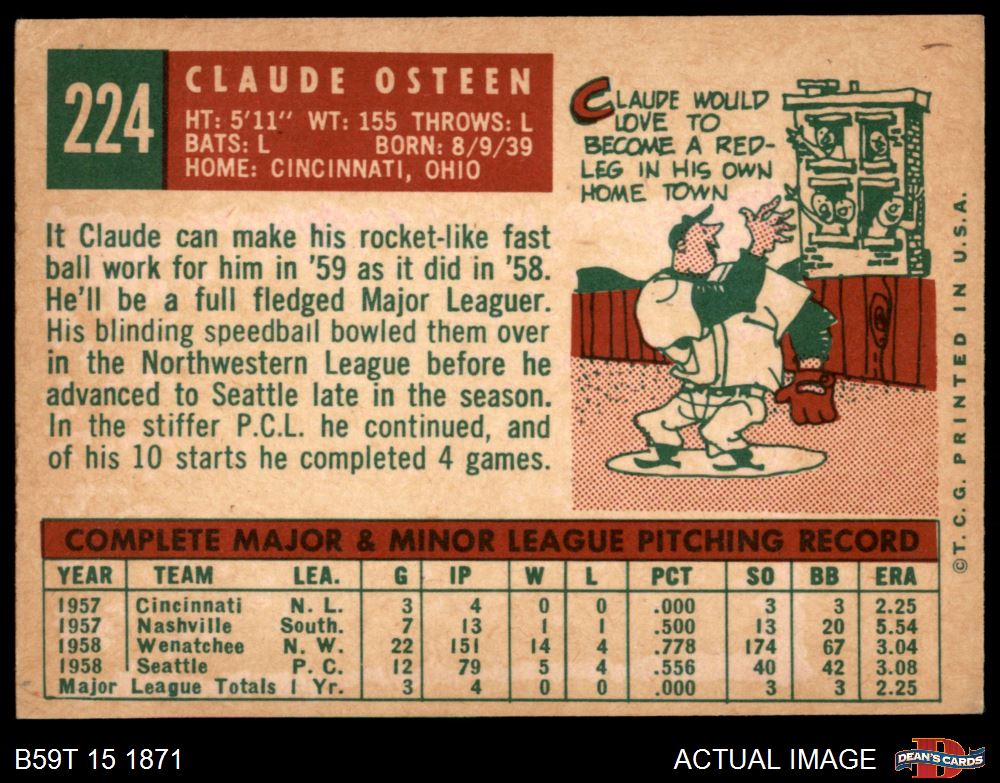 224
CLAUDE OSTEEN
HT: 5'11" WT: 155 THROWS: L
BATS: L BORN: 8/9/39
HOME: CINCINNATI, OHIO
CLAUDE WOULD
LOVE TO
BECOME A RED-
LEG IN HIS OWN
HOME TOWN
It Claude can make his rocket-like fast
ball work for him in '59 as it did in '58.
He'll be a full fledged Major Leaguer.
His blinding speedball bowled them over
in the Northwestern League before he
advanced to Seattle late in the season.
In the stiffer P.C.L. he continued, and
of his 10 starts he completed 4 games.
©T. C. G. PRINTED IN U.S.A.
COMPLETE MAJOR & MINOR LEAGUE PITCHING RECORD
YEAR TEAM LEA. G IP W L PCT SO BB ERA
1957 Cincinnati N. L. 3 4 0 0 .000 3 3 2.25
1957 Nashville South. 7 13 1 1 .500 13 20 5.54
1958 Wenatchee N. W. 22 151 14 4 .778 174 67 3.04
1958 Seattle P. C. 12 79 5 4 .556 40 42 3.08
Major League Totals 1 Yr. 3 4 0 0 .000 3 3 2.25
B59T 15 1871
ACTUAL IMAGE
DEAN'S CARDS